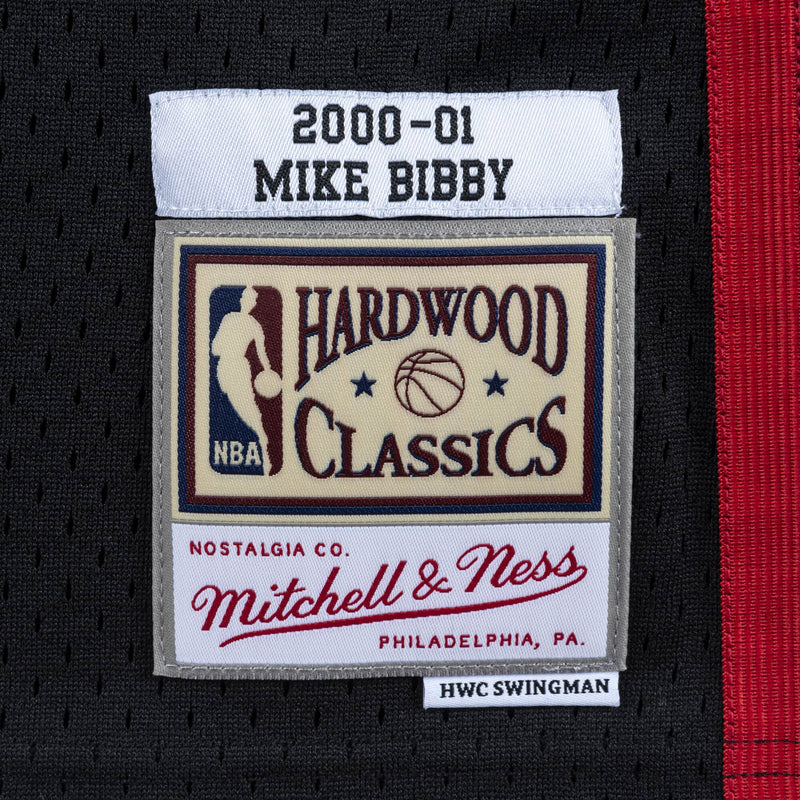 2000-01
MIKE BIBBY
HARDWOOD
CLASSICS
NBA
NOSTALGIA CO.
Mitchell & Ness
PHILADELPHIA, PA.
HWC SWINGMAN